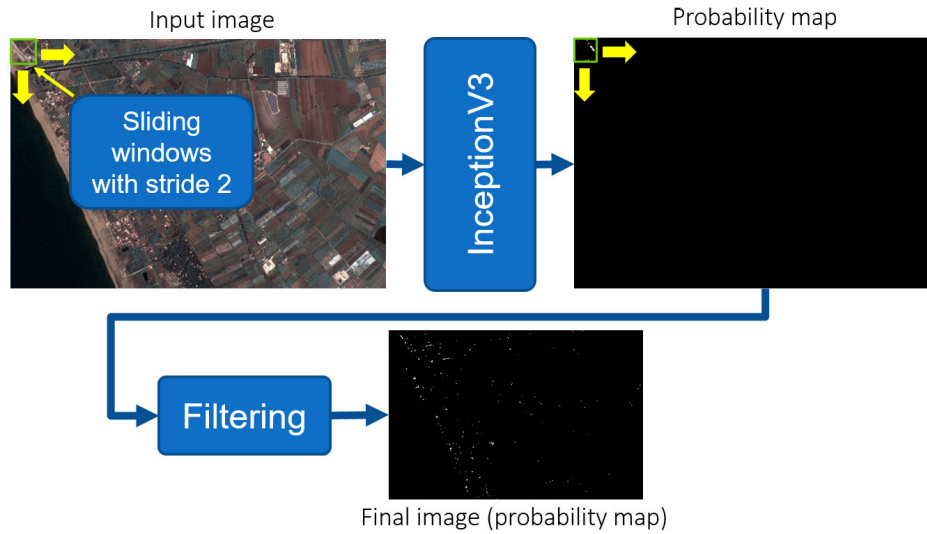 Input image
Probability map
Sliding
windows
with stride 2
InceptionV3
Filtering
Final image (probability map)